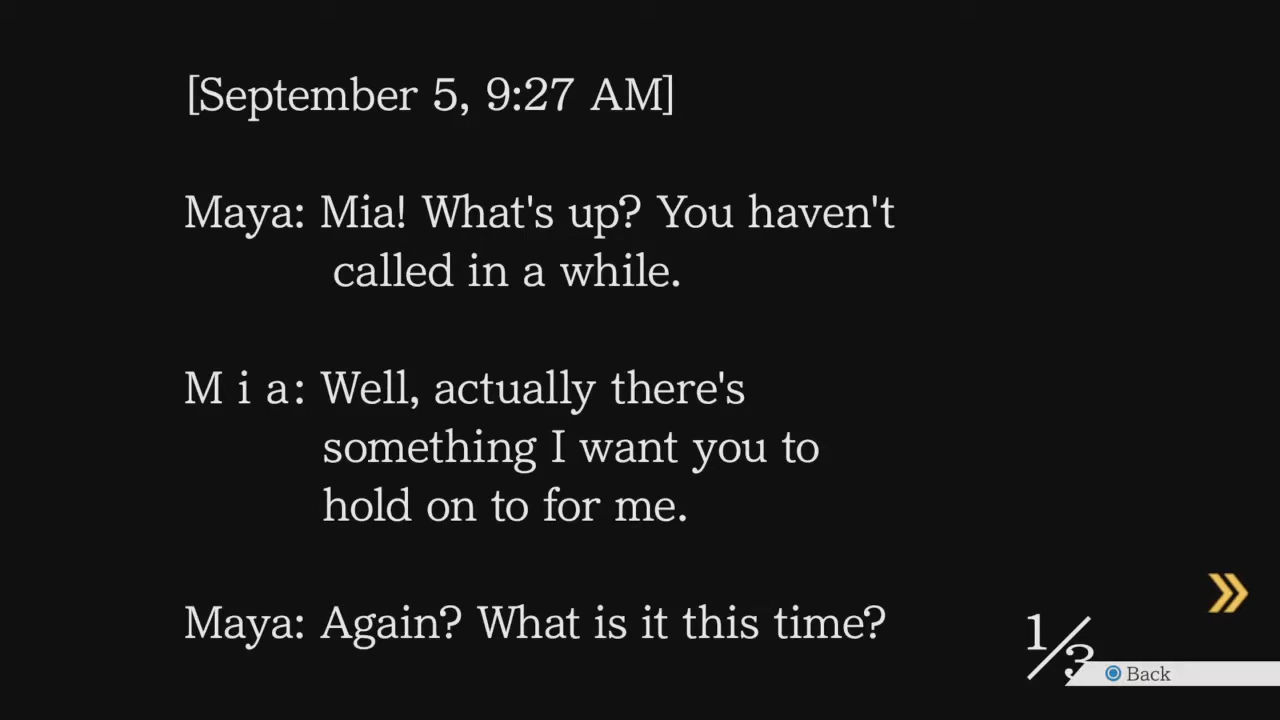 [September 5, 9:27 AM]
Maya: Mia! What's up? You haven't
called in a while.
M i a: Well, actually there's
something I want you to
hold on to for me.
Maya: Again? What is it this time?
1/3
Back